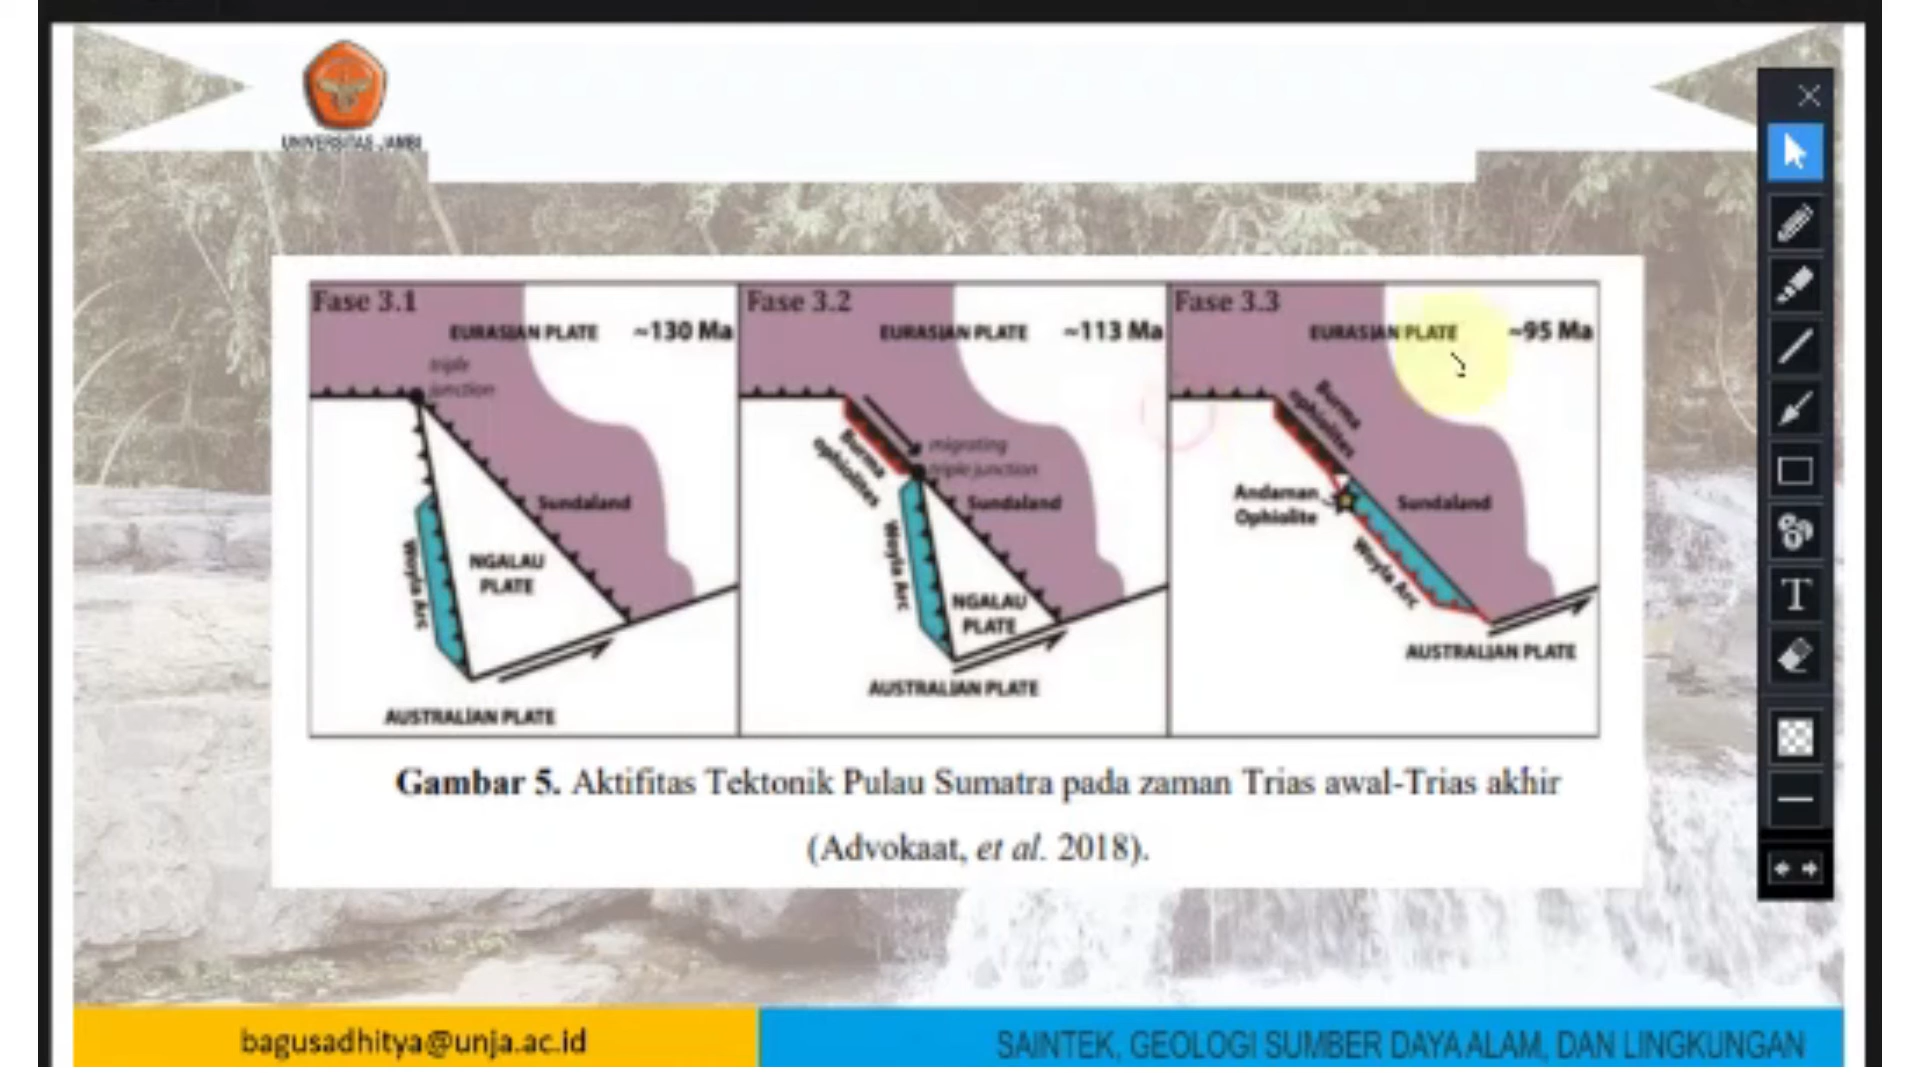 UNIVERSITAS JAMBI
Fase 3.1
EURASIAN PLATE
~130 Ma
triple
junction
Sundaland
NGALAU
PLATE
Woyla Arc
AUSTRALIAN PLATE
Fase 3.2
EURASIAN PLATE
~113 Ma
migrating
triple junction
Burma
ophiolites
Sundaland
Woyla Arc
NGALAU
PLATE
AUSTRALIAN PLATE
Fase 3.3
EURASIAN PLATE
~95 Ma
Burma
ophiolites
Andaman
Ophiolite
Sundaland
Woyla Arc
AUSTRALIAN PLATE
Gambar 5. Aktifitas Tektonik Pulau Sumatra pada zaman Trias awal-Trias akhir
(Advokaat, et al. 2018).
bagusadhitya@unja.ac.id
SAINTEK, GEOLOGI SUMBER DAYA ALAM, DAN LINGKUNGAN
T